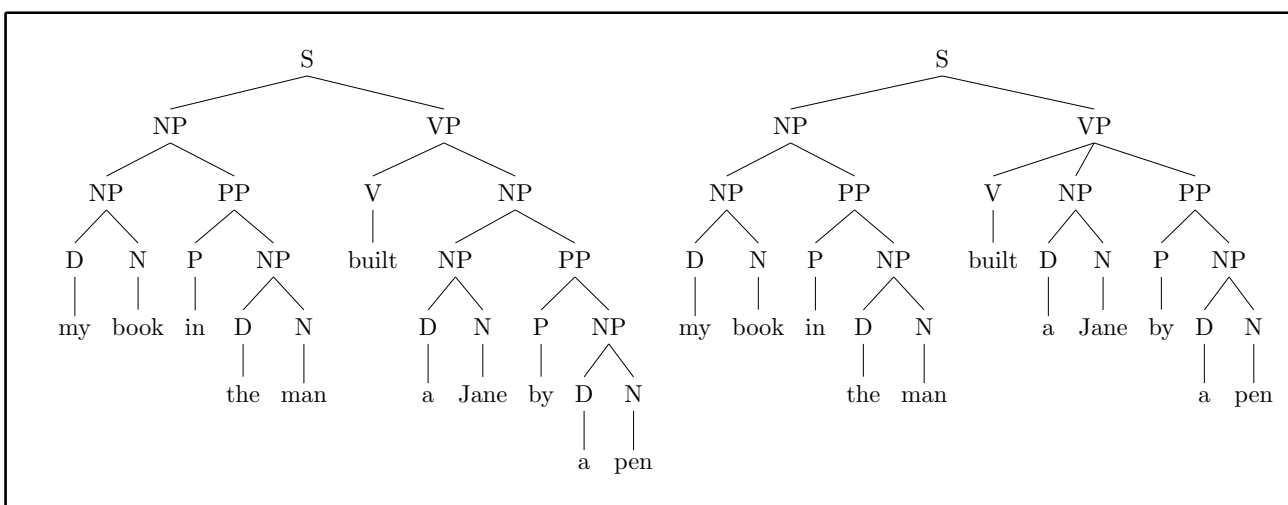 S S
NP VP NP VP
NP PP V NP NP PP V NP PP
D N P NP built NP PP D N P NP built D N P NP
my book in D N D N P NP my book in D N a Jane by D N
the man a Jane by D N the man a pen
a pen